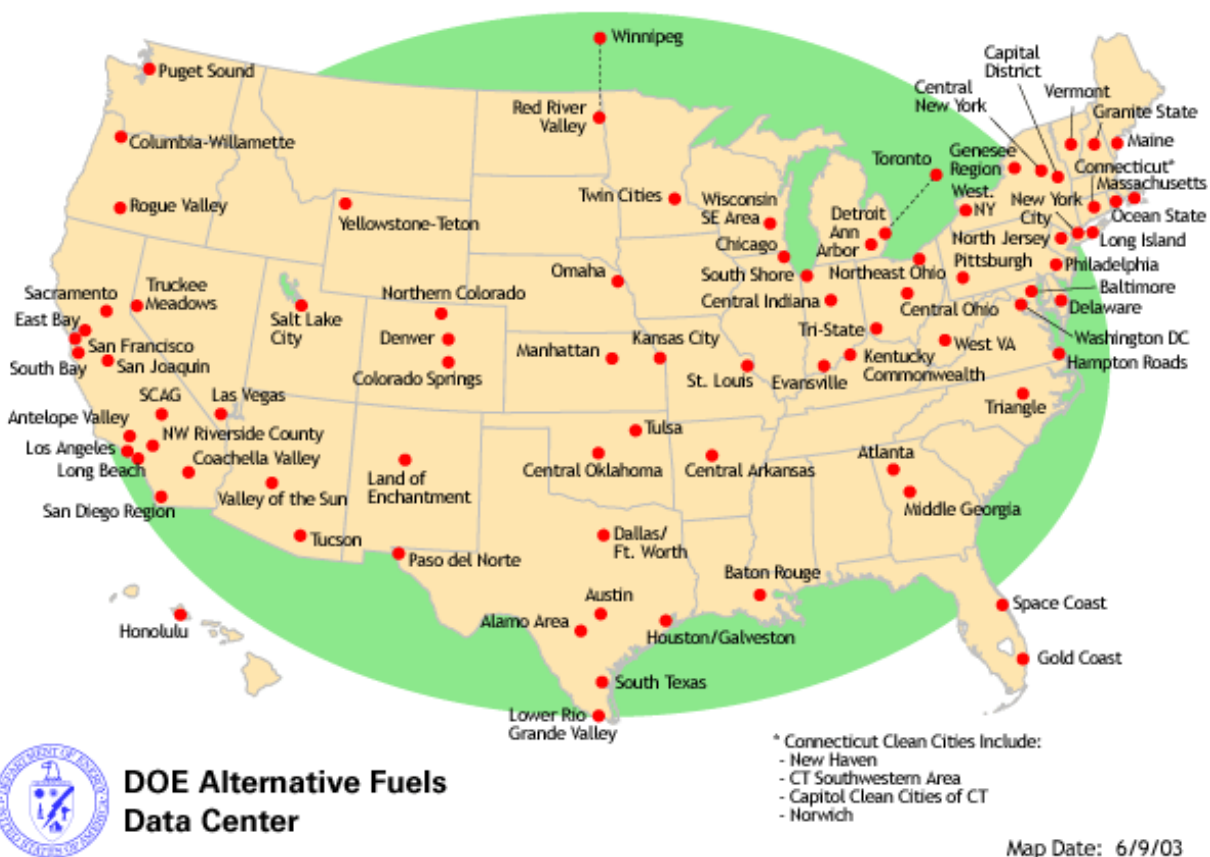 Winnipeg
Puget Sound
Capital
District
Central
New York
Vermont
Granite State
Red River
Valley
Columbia-Willamette
Maine
Toronto
Genesee
Region
Connecticut*
Massachusetts
Rogue Valley
Yellowstone-Teton
Twin Cities
Wisconsin
SE Area
Detroit
Ann
Arbor
West.
NY
New York
City
Ocean State
Chicago
North Jersey
Long Island
Omaha
South Shore
Northeast Ohio
Pittsburgh
Philadelphia
Sacramento
Truckee
Meadows
Northern Colorado
Central Indiana
Central Ohio
Baltimore
Delaware
East Bay
Salt Lake
City
Denver
Manhattan
Kansas City
Tri-State
West VA
Washington DC
San Francisco
South Bay
San Joaquin
Colorado Springs
St. Louis
Evansville
Kentucky
Commonwealth
Hampton Roads
SCAG
Las Vegas
Triangle
Antelope Valley
NW Riverside County
Tulsa
Los Angeles
Long Beach
Coachella Valley
Land of
Enchantment
Central Oklahoma
Central Arkansas
Atlanta
San Diego Region
Valley of the Sun
Middle Georgia
Tucson
Paso del Norte
Dallas/
Ft. Worth
Baton Rouge
Austin
Space Coast
Honolulu
Alamo Area
Houston/Galveston
Gold Coast
South Texas
Lower Rio
Grande Valley
* Connecticut Clean Cities Include:
- New Haven
- CT Southwestern Area
- Capitol Clean Cities of CT
- Norwich
DEPARTMENT OF ENERGY
UNITED STATES OF AMERICA
DOE Alternative Fuels
Data Center
Map Date: 6/9/03